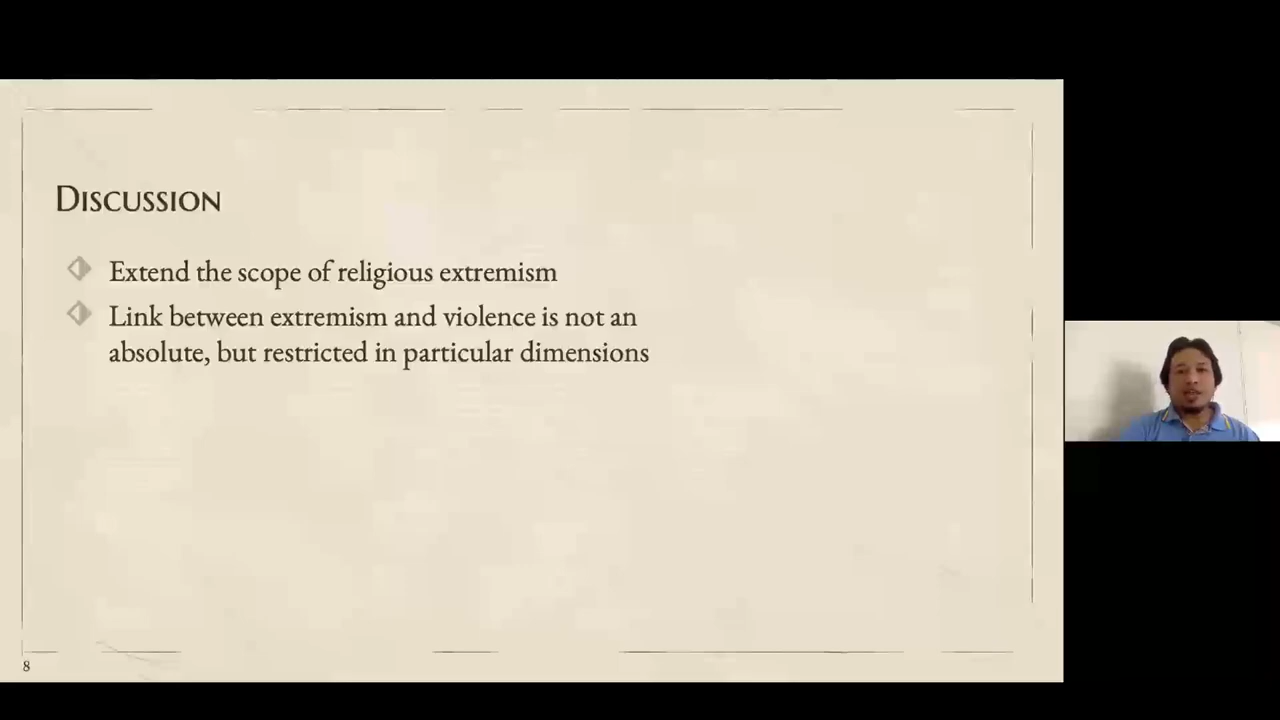 Discussion
Extend the scope of religious extremism
Link between extremism and violence is not an
absolute, but restricted in particular dimensions
8